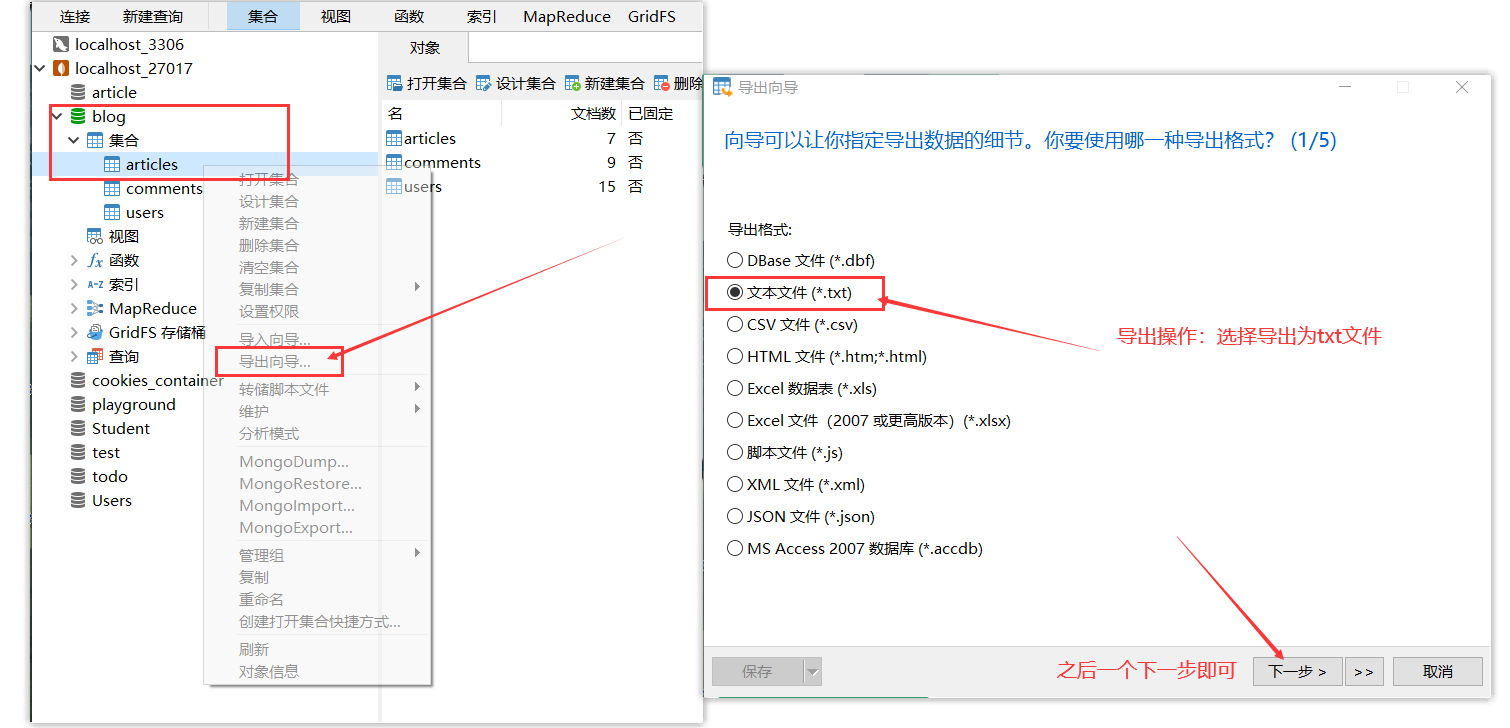 连接 新建查询 集合 视图 函数 索引 MapReduce GridFS
localhost_3306
localhost_27017
article
blog
集合
articles
comments
users
视图
fx 函数
A-Z 索引
MapReduce
GridFS 存储桶
查询
cookies_container
playground
Student
test
todo
Users
对象
打开集合 设计集合 新建集合 删除
名 文档数 已固定
articles 7 否
comments 9 否
users 15 否
打开集合
设计集合
新建集合
删除集合
清空集合
复制集合
设置权限
导入向导...
导出向导...
转储脚本文件
维护
分析模式
MongoDump...
MongoRestore...
MongoImport...
MongoExport...
管理组
复制
重命名
创建打开集合快捷方式...
刷新
对象信息
导出向导
向导可以让你指定导出数据的细节。你要使用哪一种导出格式？ (1/5)
导出格式:
DBase 文件 (*.dbf)
文本文件 (*.txt)
CSV 文件 (*.csv)
HTML 文件 (*.htm;*.html)
Excel 数据表 (*.xls)
Excel 文件（2007 或更高版本）(*.xlsx)
脚本文件 (*.js)
XML 文件 (*.xml)
JSON 文件 (*.json)
MS Access 2007 数据库 (*.accdb)
导出操作：选择导出为txt文件
之后一个下一步即可
保存 下一步 > >> 取消